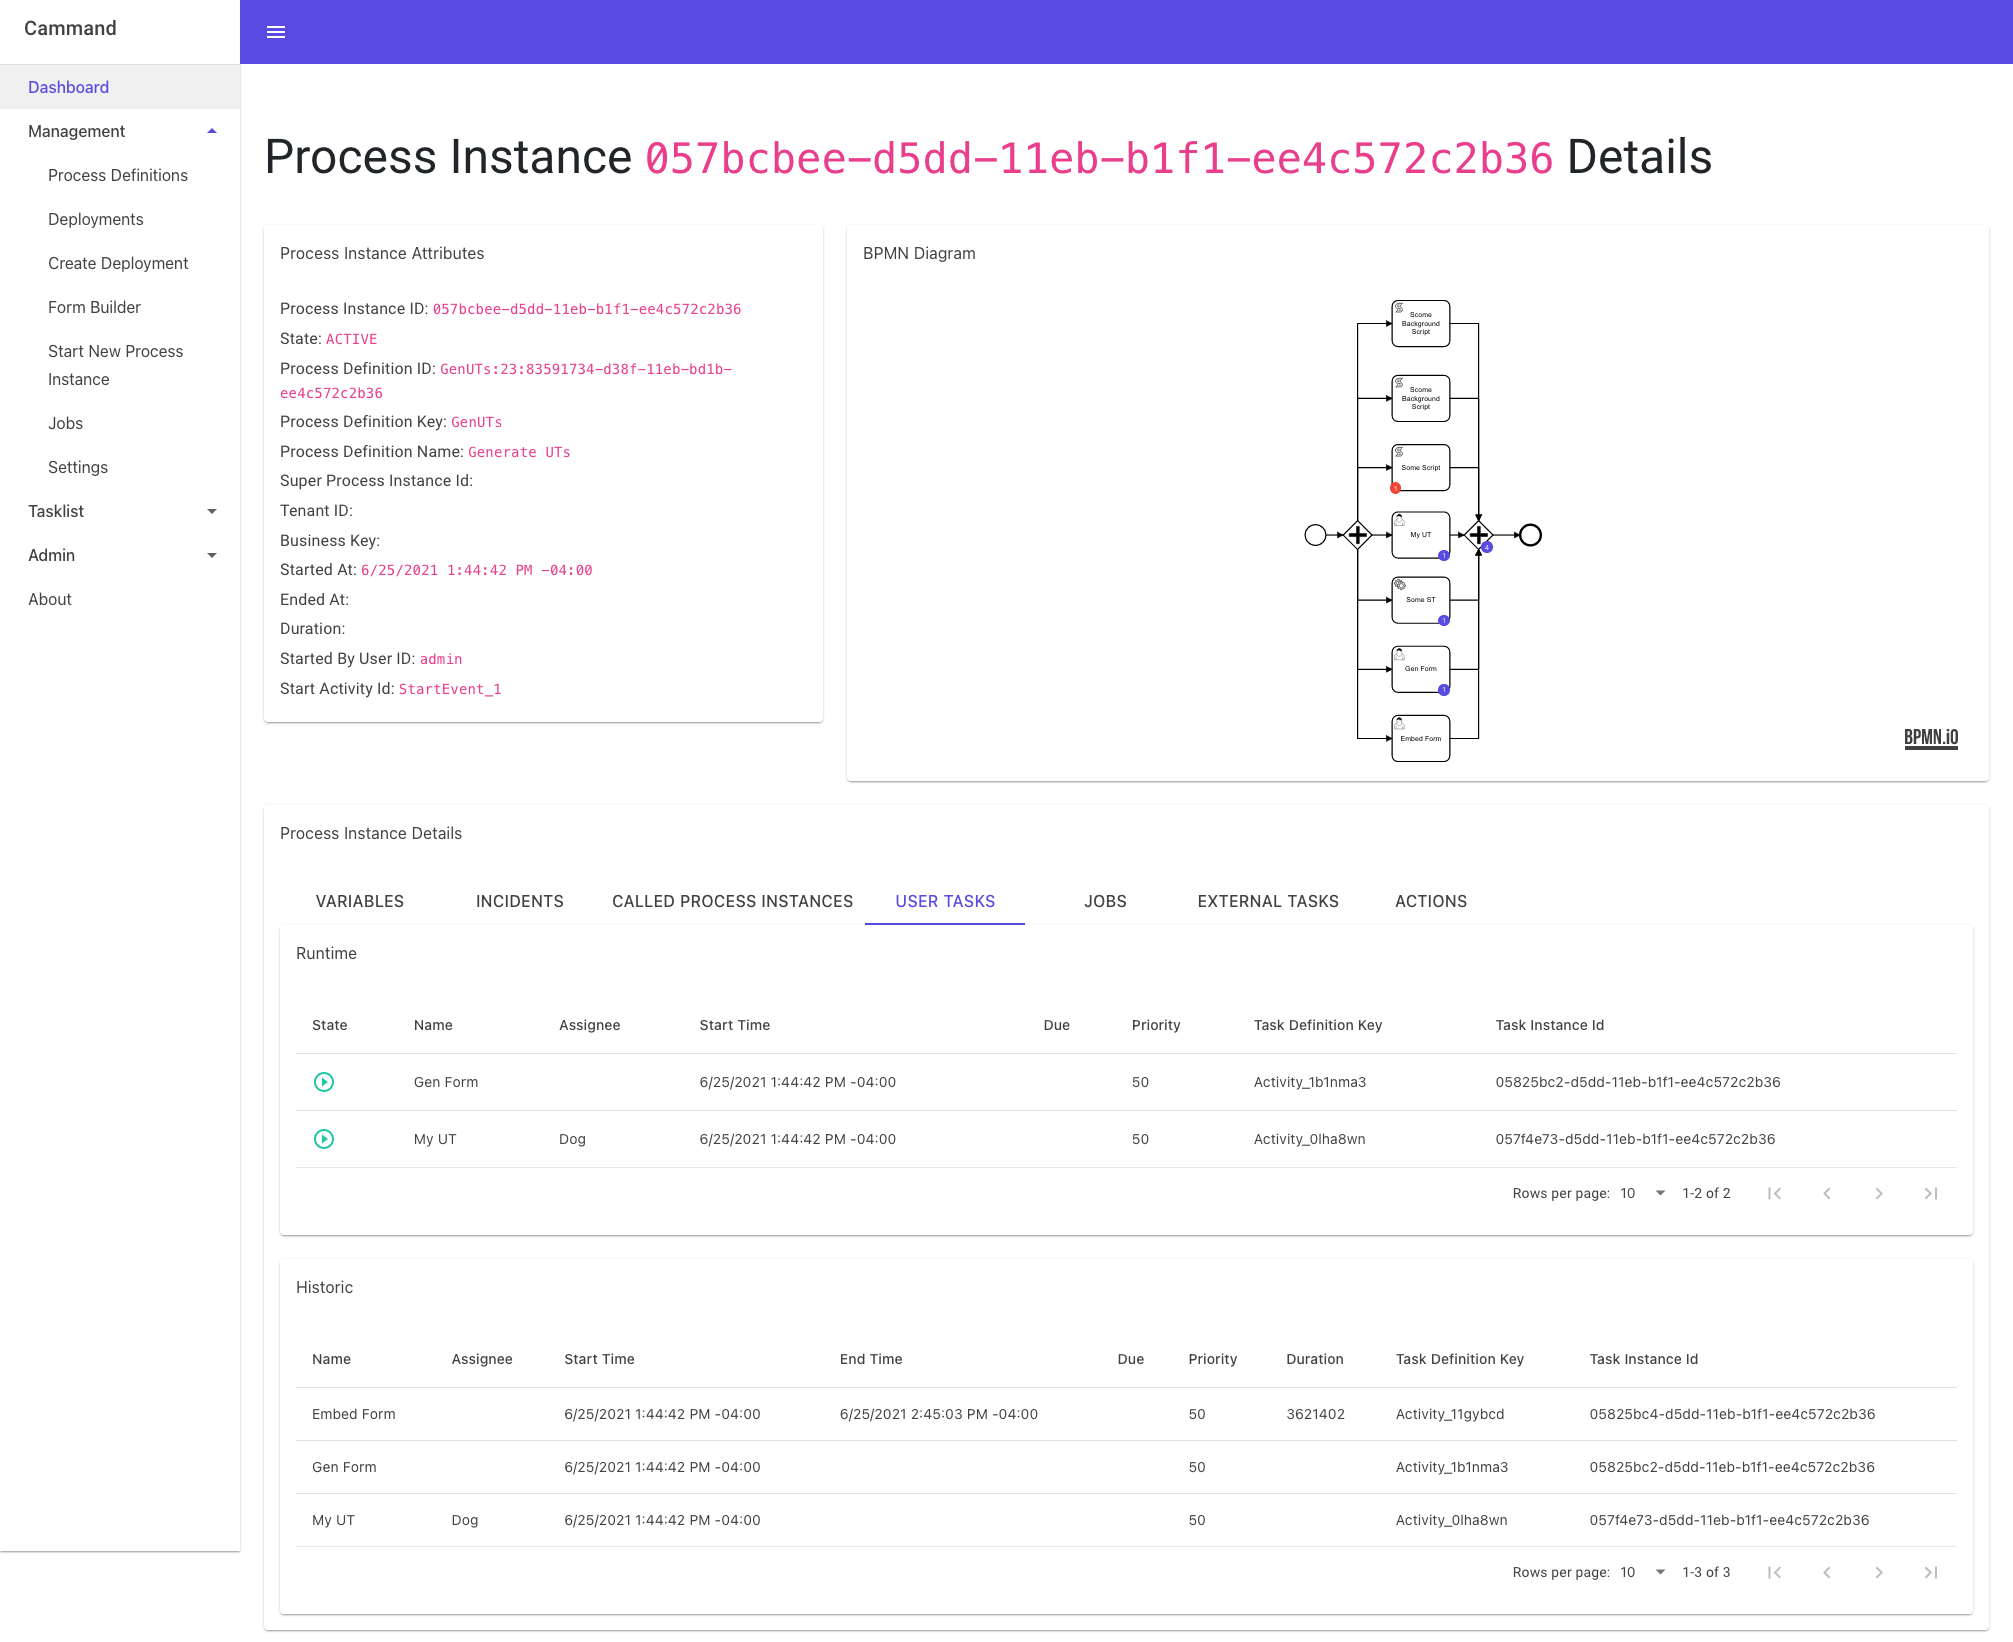 Cammand
Dashboard
Management
Process Definitions
Deployments
Create Deployment
Form Builder
Start New Process
Instance
Jobs
Settings
Tasklist
Admin
About
Process Instance 057bcbee-d5dd-11eb-b1f1-ee4c572c2b36 Details
Process Instance Attributes
Process Instance ID: 057bcbee-d5dd-11eb-b1f1-ee4c572c2b36
State: ACTIVE
Process Definition ID: GenUTs:23:83591734-d38f-11eb-bd1b-
ee4c572c2b36
Process Definition Key: GenUTs
Process Definition Name: Generate UTs
Super Process Instance Id:
Tenant ID:
Business Key:
Started At: 6/25/2021 1:44:42 PM -04:00
Ended At:
Duration:
Started By User ID: admin
Start Activity Id: StartEvent_1
BPMN Diagram
Scome
Background
Script
Scome
Background
Script
Some Script
1
My UT
1
4
Some ST
1
Gen Form
1
Embed Form
BPMN.iO
Process Instance Details
VARIABLES INCIDENTS CALLED PROCESS INSTANCES USER TASKS JOBS EXTERNAL TASKS ACTIONS
Runtime
State Name Assignee Start Time Due Priority Task Definition Key Task Instance Id
Gen Form 6/25/2021 1:44:42 PM -04:00 50 Activity_1b1nma3 05825bc2-d5dd-11eb-b1f1-ee4c572c2b36
My UT Dog 6/25/2021 1:44:42 PM -04:00 50 Activity_0lha8wn 057f4e73-d5dd-11eb-b1f1-ee4c572c2b36
Rows per page: 10 1-2 of 2
Historic
Name Assignee Start Time End Time Due Priority Duration Task Definition Key Task Instance Id
Embed Form 6/25/2021 1:44:42 PM -04:00 6/25/2021 2:45:03 PM -04:00 50 3621402 Activity_11gybcd 05825bc4-d5dd-11eb-b1f1-ee4c572c2b36
Gen Form 6/25/2021 1:44:42 PM -04:00 50 Activity_1b1nma3 05825bc2-d5dd-11eb-b1f1-ee4c572c2b36
My UT Dog 6/25/2021 1:44:42 PM -04:00 50 Activity_0lha8wn 057f4e73-d5dd-11eb-b1f1-ee4c572c2b36
Rows per page: 10 1-3 of 3